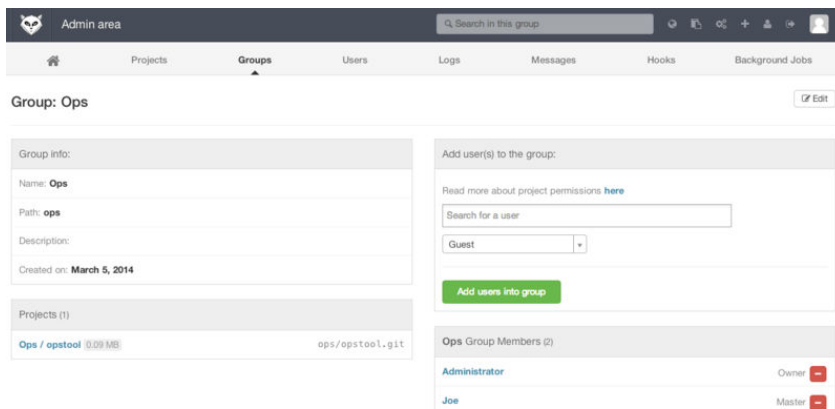 Admin area
Search in this group
Projects
Groups
Users
Logs
Messages
Hooks
Background Jobs
Group: Ops
Edit
Group info:
Name: Ops
Path: ops
Description:
Created on: March 5, 2014
Projects (1)
Ops / opstool 0.09 MB
ops/opstool.git
Add user(s) to the group:
Read more about project permissions here
Search for a user
Guest
Add users into group
Ops Group Members (2)
Administrator
Owner
Joe
Master